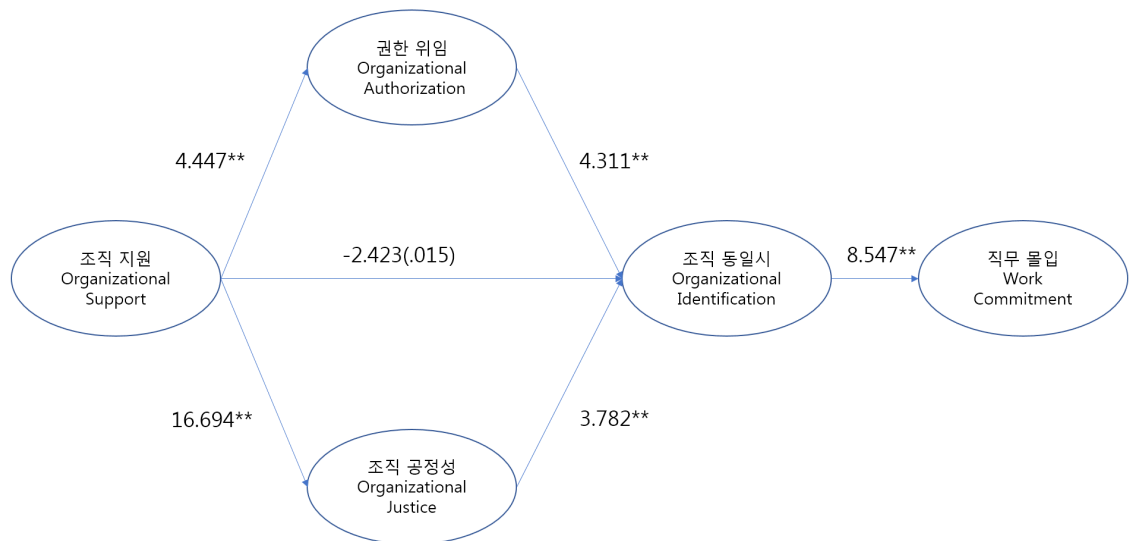 권한 위임
Organizational
Authorization
4.447**
4.311**
조직 지원
Organizational
Support
-2.423(.015)
조직 동일시
Organizational
Identification
8.547**
직무 몰입
Work
Commitment
16.694**
3.782**
조직 공정성
Organizational
Justice